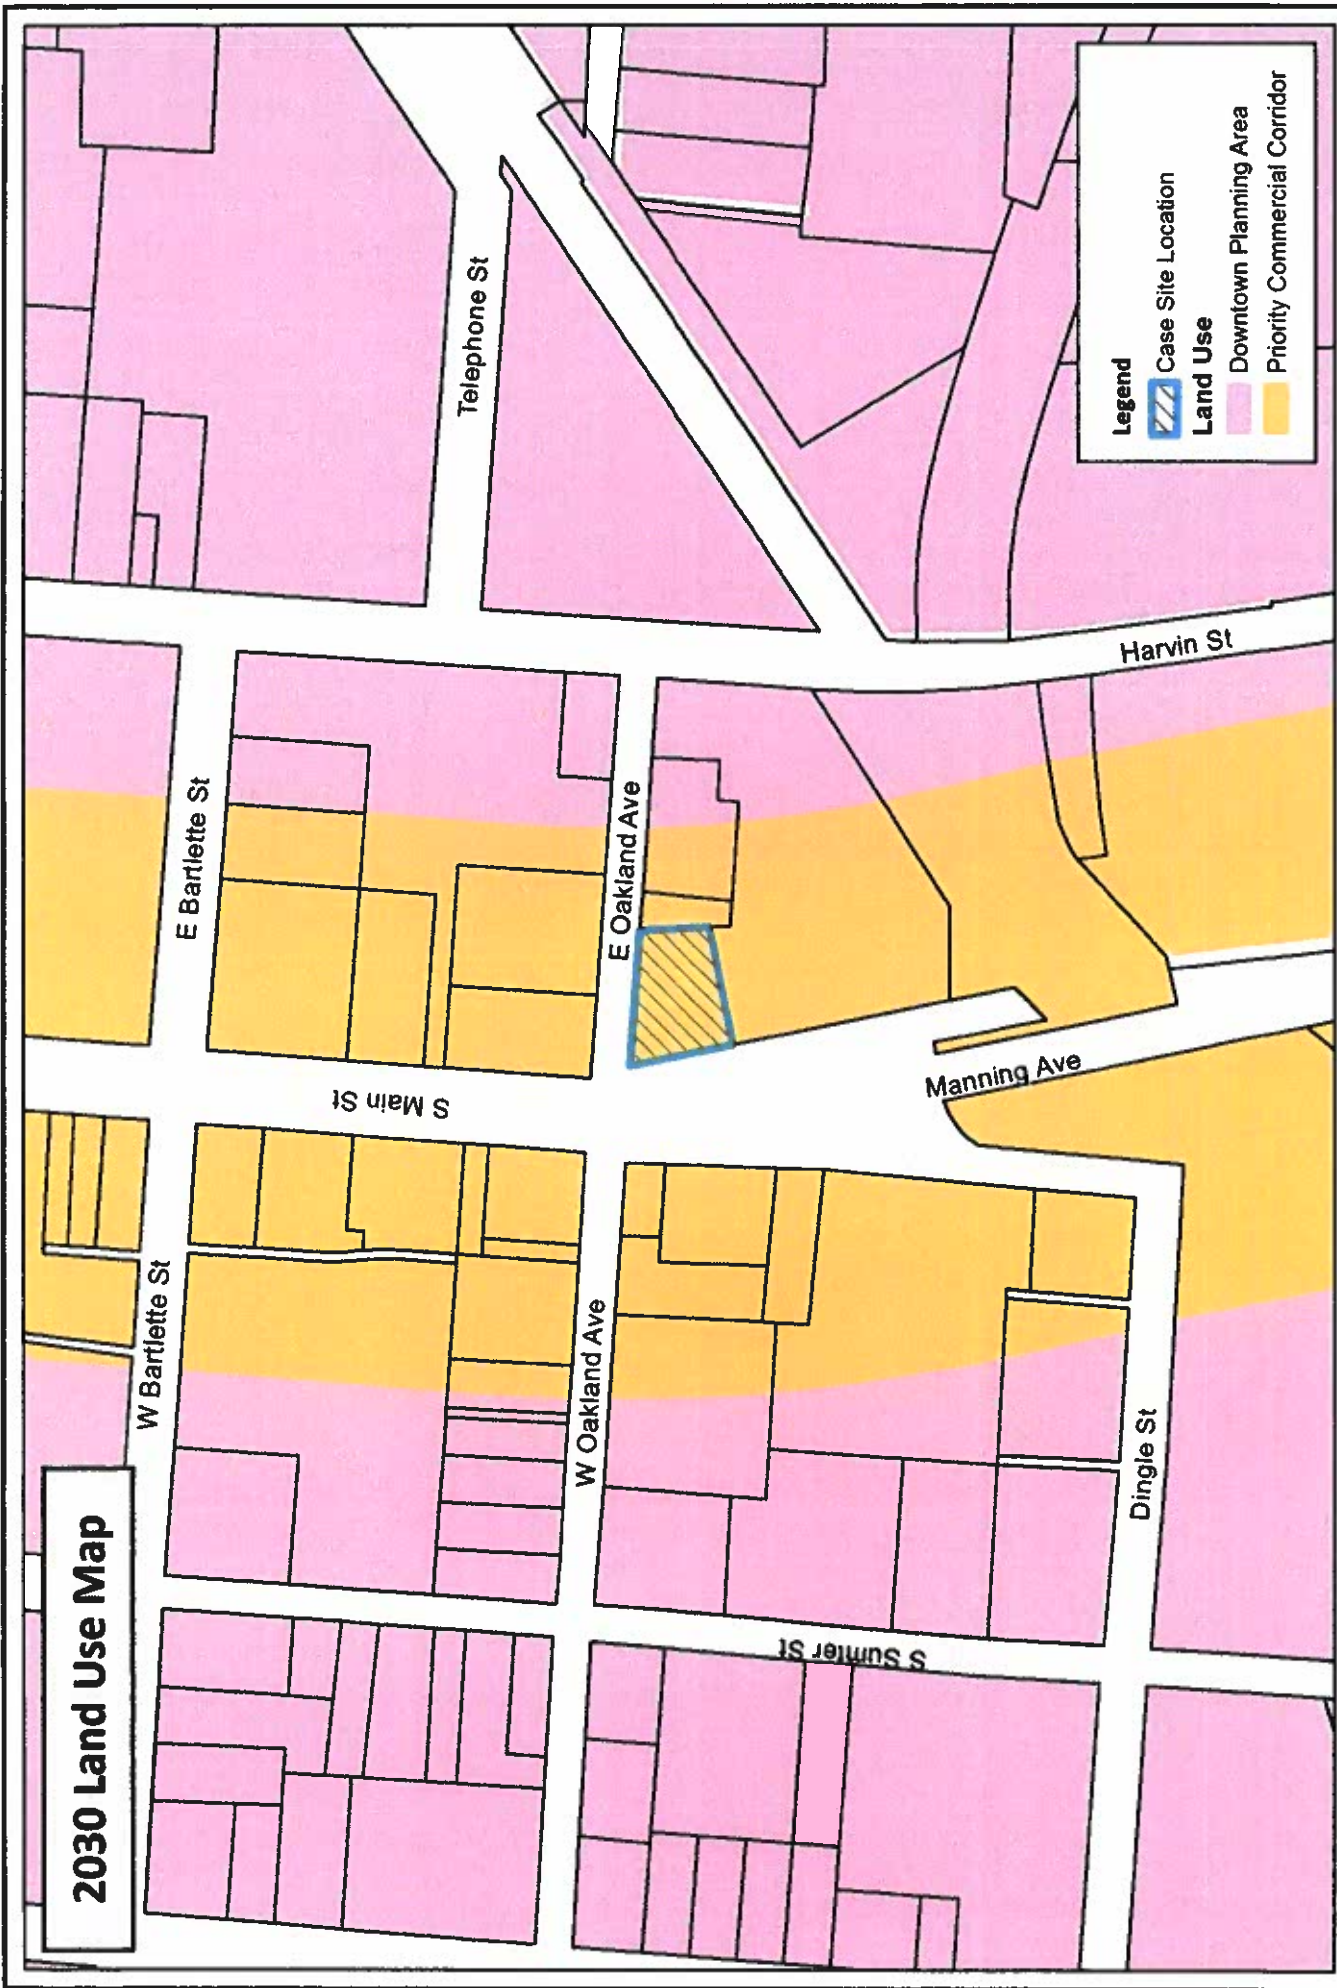 2030 Land Use Map
W Bartlette St
E Bartlette St
Telephone St
S Main St
W Oakland Ave
E Oakland Ave
S Sumter St
Manning Ave
Dingle St
Harvin St
Legend
Case Site Location
Land Use
Downtown Planning Area
Priority Commercial Corridor